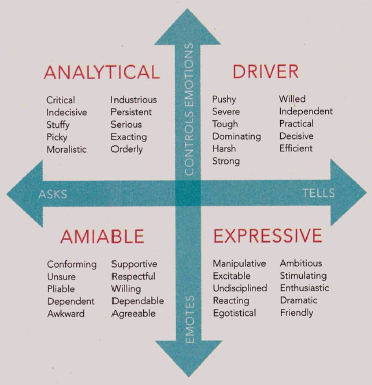 ANALYTICAL
Critical Industrious
Indecisive Persistent
Stuffy Serious
Picky Exacting
Moralistic Orderly
CONTROLS EMOTIONS
DRIVER
Pushy Willed
Severe Independent
Tough Practical
Dominating Decisive
Harsh Efficient
Strong
ASKS
TELLS
AMIABLE
Conforming Supportive
Unsure Respectful
Pliable Willing
Dependent Dependable
Awkward Agreeable
EMOTES
EXPRESSIVE
Manipulative Ambitious
Excitable Stimulating
Undisciplined Enthusiastic
Reacting Dramatic
Egotistical Friendly